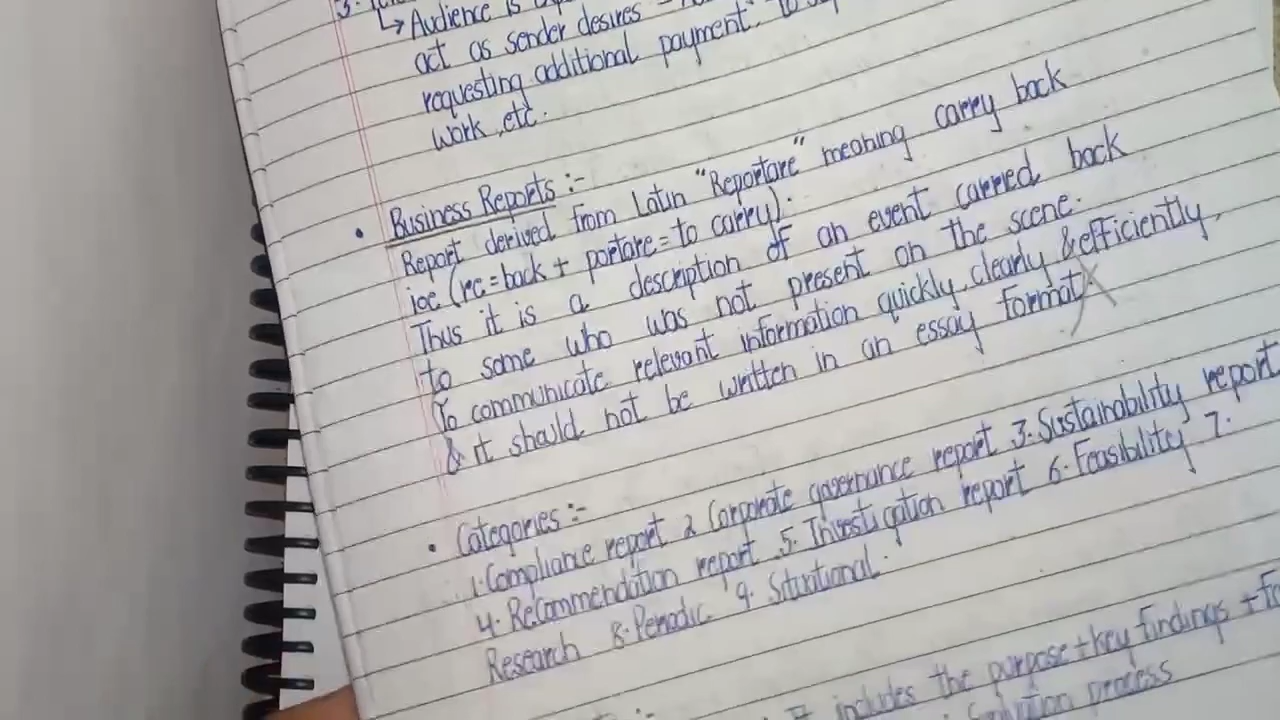 3.
↳ Audience is
act as sender desires -
requesting additional payment.
work, etc.
• Business Reports :-
Report derived from Latin "Reportare" meaning carry back
ioe (re=back + portare = to carry).
Thus it is a description of an event carried back
to some who was not present on the scene.
To communicate relevant information quickly, clearly & efficiently,
& it should not be written in an essay format.
• Categories :-
1. Compliance report 2 Corporate governance report 3. Sustainability report
4. Recommendation report 5. Investigation report 6. Feasibility 7.
Research 8. Periodic 9. Situational.
includes the purpose + key findings +
process